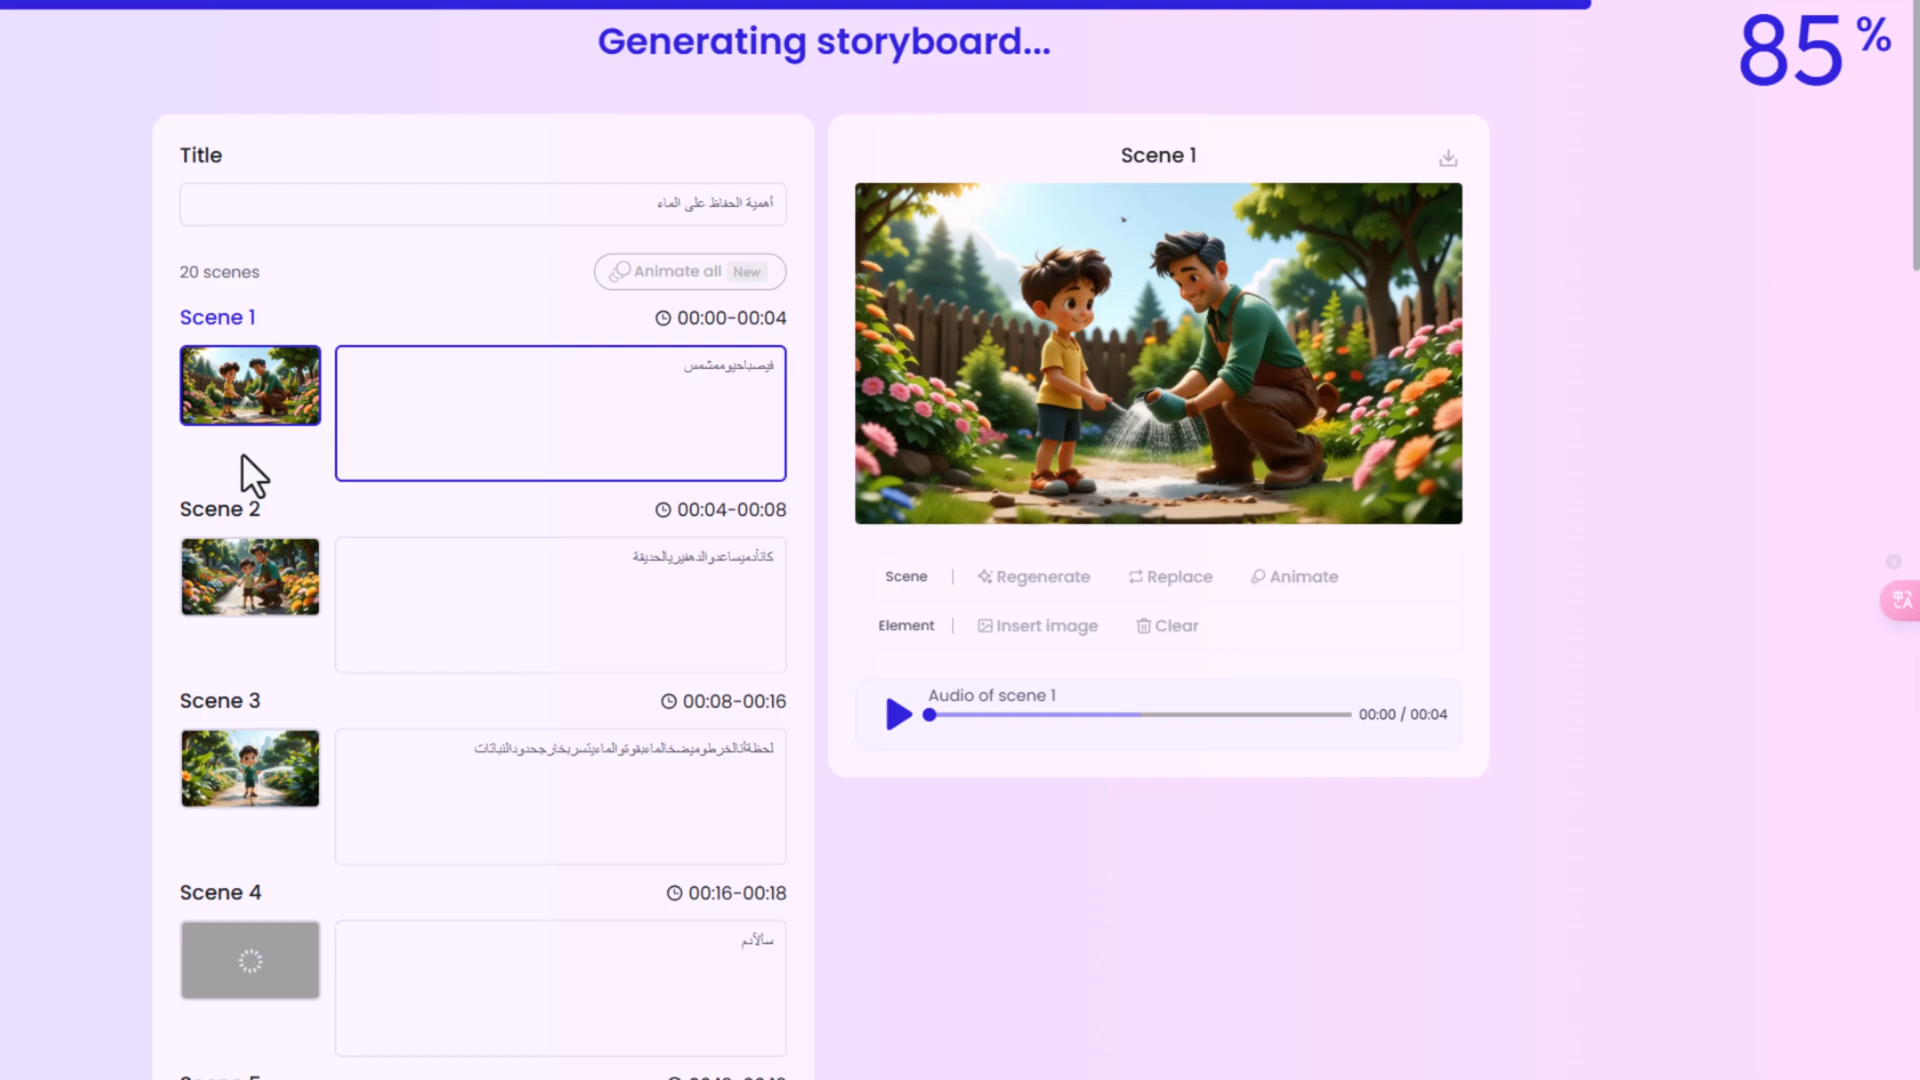 Generating storyboard...
85%
Title
أهمية الحفاظ على الماء
20 scenes
Animate all New
Scene 1
00:00-00:04
فيصباحيوممشمس
Scene 2
00:04-00:08
كانأدميساعدوالدهفيريالحديقة
Scene 3
00:08-00:16
لحظةأنالخرطوميضخالماءبقوةوالماءيتسربخارجحدودالنباتات
Scene 4
00:16-00:18
سألآدم
Scene 1
Scene
Regenerate
Replace
Animate
Element
Insert image
Clear
Audio of scene 1
00:00 / 00:04